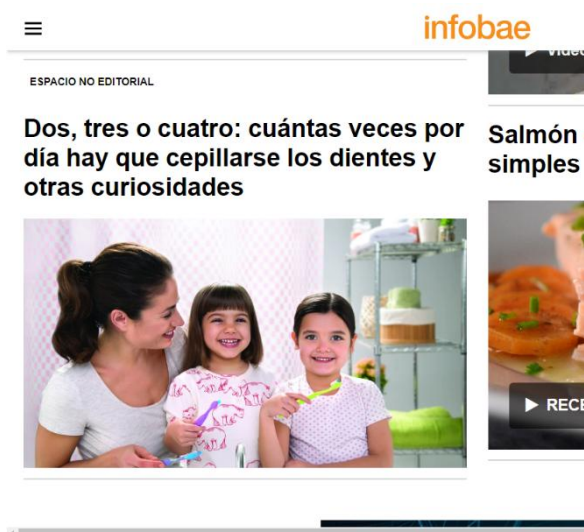 infobae
ESPACIO NO EDITORIAL
Dos, tres o cuatro: cuántas veces por
día hay que cepillarse los dientes y
otras curiosidades
Salmón
simples